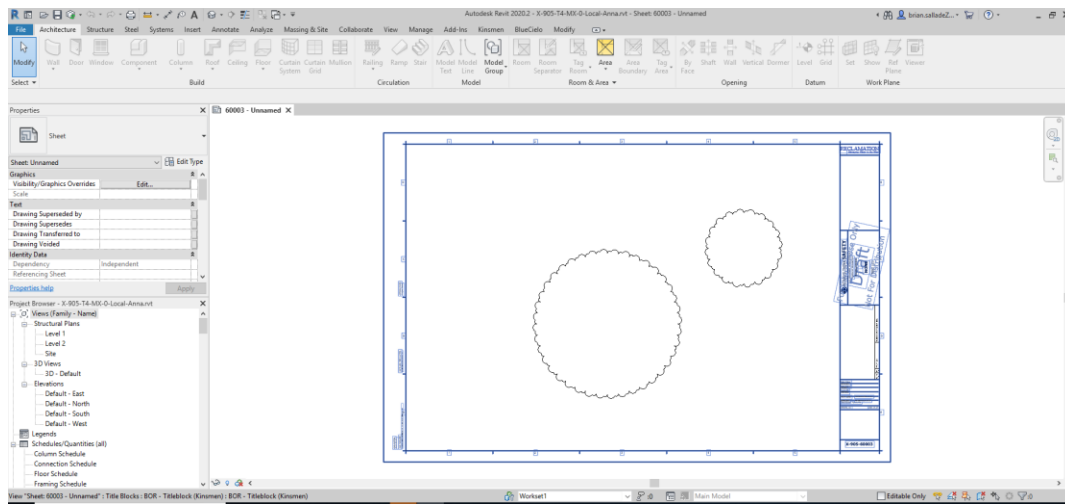 Autodesk Revit 2020.2 - X-905-T4-MX-0-Local-Anna.rvt - Sheet: 60003 - Unnamed
brian.salladeZ...
File Architecture Structure Steel Systems Insert Annotate Analyze Massing & Site Collaborate View Manage Add-Ins Kinsmen BlueCielo Modify
Modify Wall Door Window Component Column Roof Ceiling Floor Curtain System Curtain Grid Mullion Railing Ramp Stair Model Text Model Line Model Group Room Room Separator Tag Room Area Area Boundary Tag Area By Face Shaft Wall Vertical Dormer Level Grid Set Show Ref Plane Viewer
Select Build Circulation Model Room & Area Opening Datum Work Plane
Properties X
60003 - Unnamed X
Sheet
Sheet: Unnamed Edit Type
Graphics
Visibility/Graphics Overrides Edit...
Scale
Text
Drawing Superseded by
Drawing Supersedes
Drawing Transferred to
Drawing Voided
Identity Data
Dependency Independent
Referencing Sheet
Properties help Apply
Project Browser - X-905-T4-MX-0-Local-Anna.rvt X
Views (Family - Name)
Structural Plans
Level 1
Level 2
Site
3D Views
3D - Default
Elevations
Default - East
Default - North
Default - South
Default - West
Legends
Schedules/Quantities (all)
Column Schedule
Connection Schedule
Floor Schedule
Framing Schedule
RECLAMATION
Draft
Not For Distribution
X-905-60003
View "Sheet: 60003 - Unnamed" : Title Blocks : BOR - Titleblock (Kinsmen) : BOR - Titleblock (Kinsmen)
Workset1
:0
Main Model
Editable Only
:0